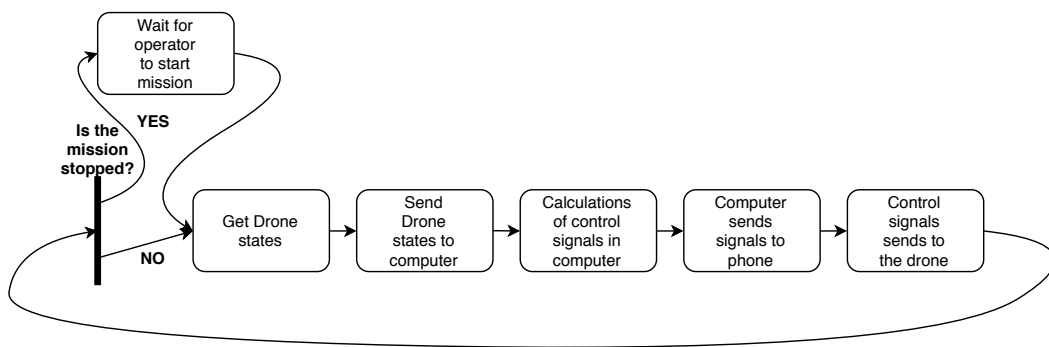 Wait for
operator
to start
mission
YES
Is the
mission
stopped?
NO
Get Drone
states
Send
Drone
states to
computer
Calculations
of control
signals in
computer
Computer
sends
signals to
phone
Control
signals
sends to
the drone